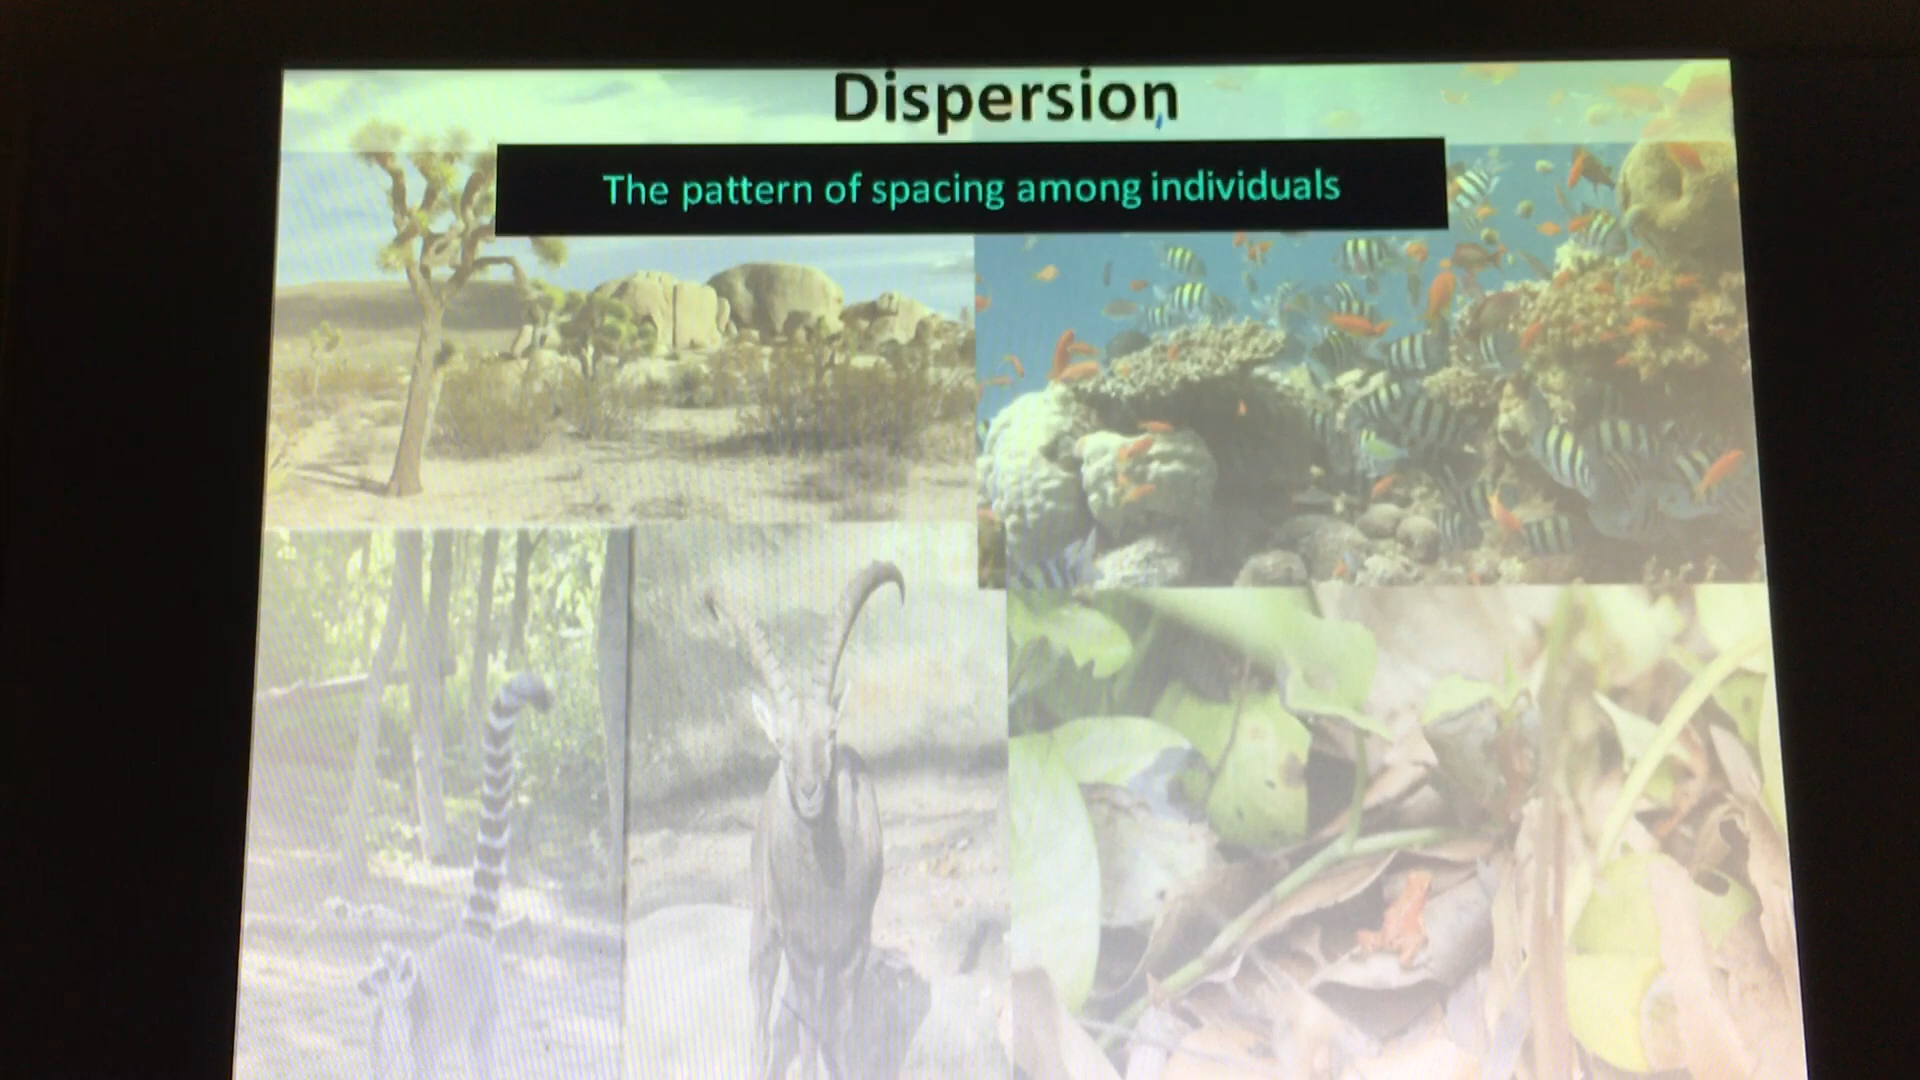 Dispersion
The pattern of spacing among individuals